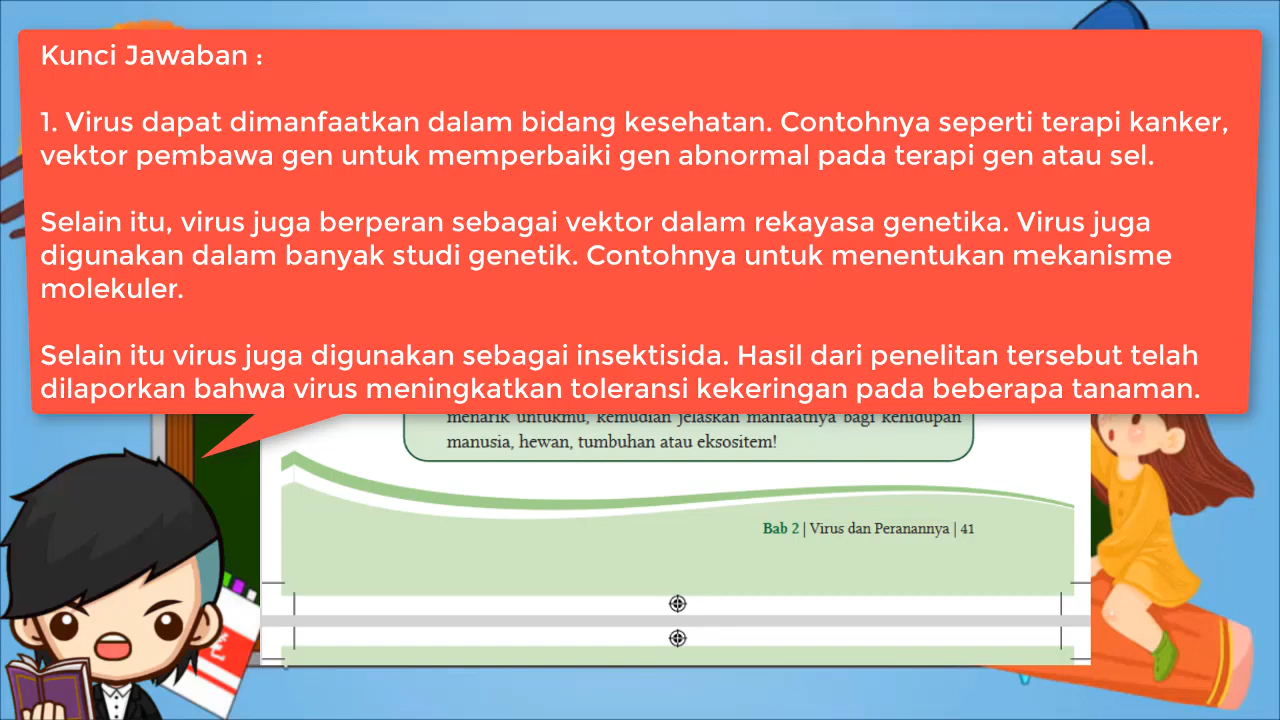 Kunci Jawaban :
1. Virus dapat dimanfaatkan dalam bidang kesehatan. Contohnya seperti terapi kanker,
vektor pembawa gen untuk memperbaiki gen abnormal pada terapi gen atau sel.
Selain itu, virus juga berperan sebagai vektor dalam rekayasa genetika. Virus juga
digunakan dalam banyak studi genetik. Contohnya untuk menentukan mekanisme
molekuler.
Selain itu virus juga digunakan sebagai insektisida. Hasil dari penelitan tersebut telah
dilaporkan bahwa virus meningkatkan toleransi kekeringan pada beberapa tanaman.
menarik untukmu, kemudian jelaskan manfaatnya bagi kehidupan
manusia, hewan, tumbuhan atau eksositem!
Bab 2 | Virus dan Peranannya | 41